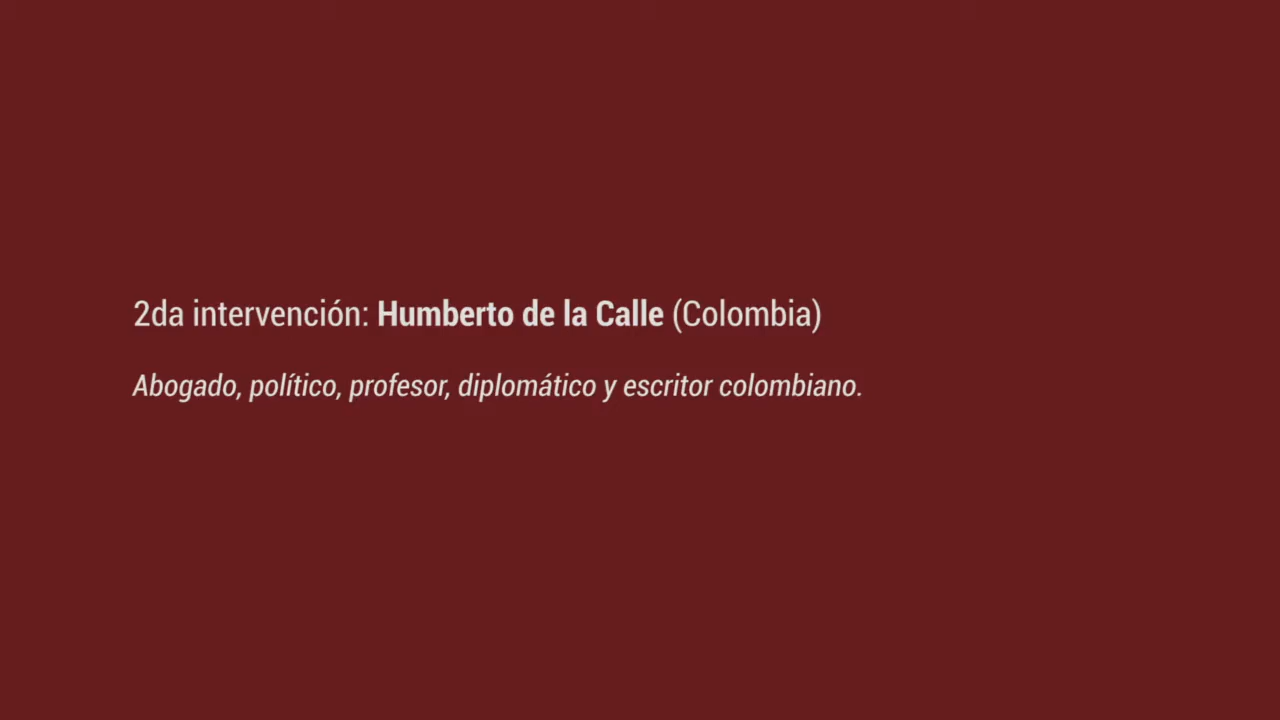 2da intervención: Humberto de la Calle (Colombia)
Abogado, político, profesor, diplomático y escritor colombiano.